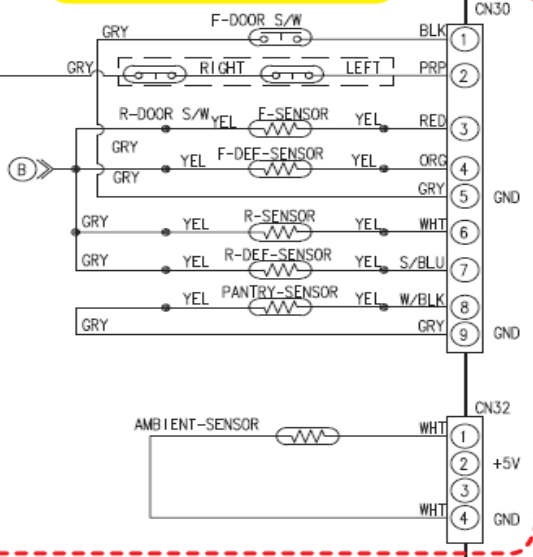 CN30
F-DOOR S/W
GRY
BLK
1
GRY
RIGHT
LEFT
PRP
2
R-DOOR S/W
YEL
F-SENSOR
YEL
RED
3
GRY
F-DEF-SENSOR
B
YEL
YEL
ORG
4
GRY
GRY
5
GND
GRY
YEL
R-SENSOR
YEL
WHT
6
GRY
YEL
R-DEF-SENSOR
YEL
S/BLU
7
YEL
PANTRY-SENSOR
YEL
W/BLK
8
GRY
GRY
9
GND
CN32
AMBIENT-SENSOR
WHT
1
2
+5V
3
WHT
4
GND